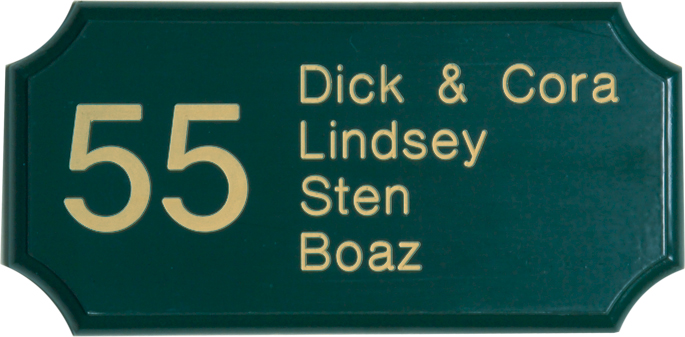 55
Dick & Cora
Lindsey
Sten
Boaz